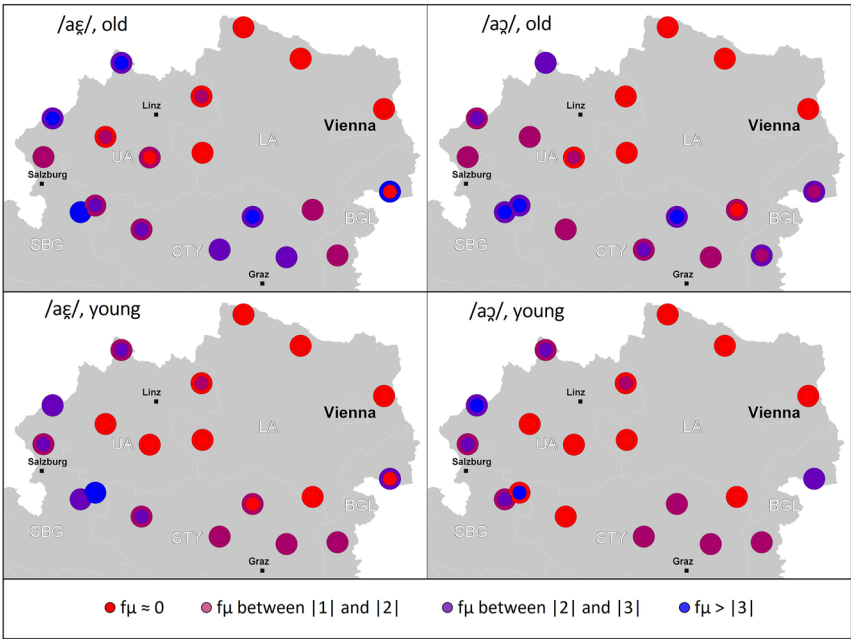 /aɛ̯/, old
Linz
Vienna
LA
UA
Salzburg
BGL
SBG
STY
Graz
/aɔ̯/, old
Linz
Vienna
LA
UA
Salzburg
BGL
SBG
STY
Graz
/aɛ̯/, young
Linz
Vienna
LA
UA
Salzburg
BGL
SBG
STY
Graz
/aɔ̯/, young
Linz
Vienna
LA
UA
Salzburg
BGL
SBG
STY
Graz
fμ ≈ 0 fμ between |1| and |2| fμ between |2| and |3| fμ > |3|